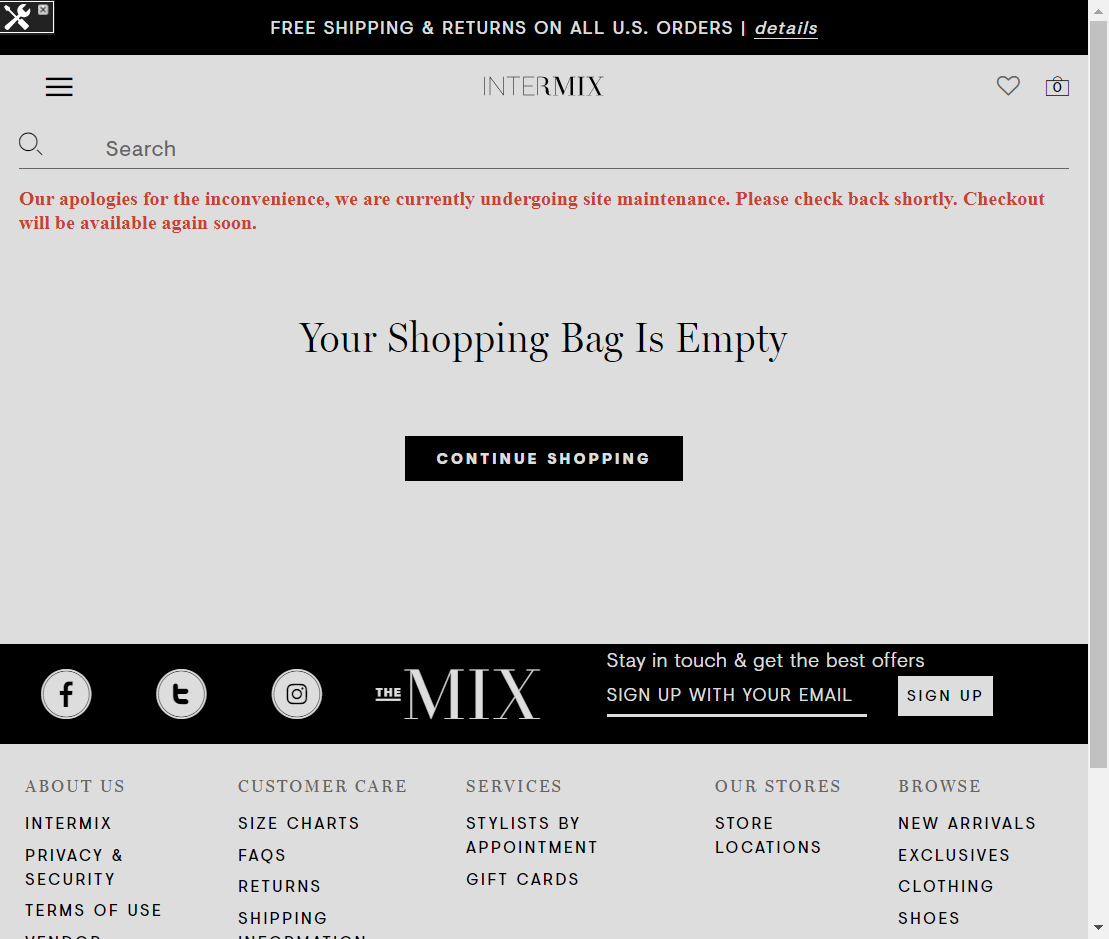 FREE SHIPPING & RETURNS ON ALL U.S. ORDERS | details
INTERMIX
0
Search
Our apologies for the inconvenience, we are currently undergoing site maintenance. Please check back shortly. Checkout
will be available again soon.
Your Shopping Bag Is Empty
CONTINUE SHOPPING
THE MIX
Stay in touch & get the best offers
SIGN UP WITH YOUR EMAIL
SIGN UP
ABOUT US
INTERMIX
PRIVACY &
SECURITY
TERMS OF USE
VENDOR
CUSTOMER CARE
SIZE CHARTS
FAQS
RETURNS
SHIPPING
INFORMATION
SERVICES
STYLISTS BY
APPOINTMENT
GIFT CARDS
OUR STORES
STORE
LOCATIONS
BROWSE
NEW ARRIVALS
EXCLUSIVES
CLOTHING
SHOES